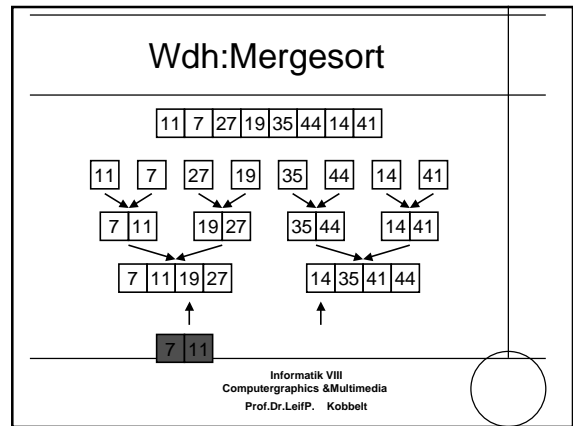 Wdh:Mergesort
11 7 27 19 35 44 14 41
11 7 27 19 35 44 14 41
7 11 19 27 35 44 14 41
7 11 19 27 14 35 41 44
7 11
Informatik VIII
Computergraphics &Multimedia
Prof.Dr.LeifP. Kobbelt